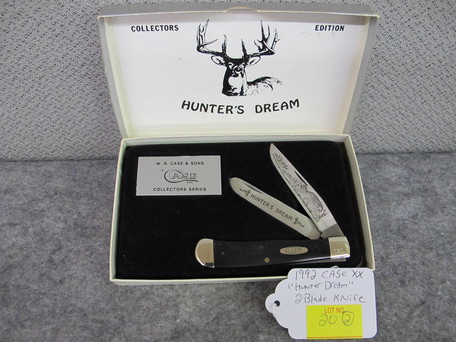 COLLECTORS EDITION
HUNTER'S DREAM
W. R. CASE & SONS
CASE
COLLECTORS SERIES
HUNTER'S DREAM
1992 CASE XX
"Hunter Dream"
2 Blade Knife
LOT NO.
20 2